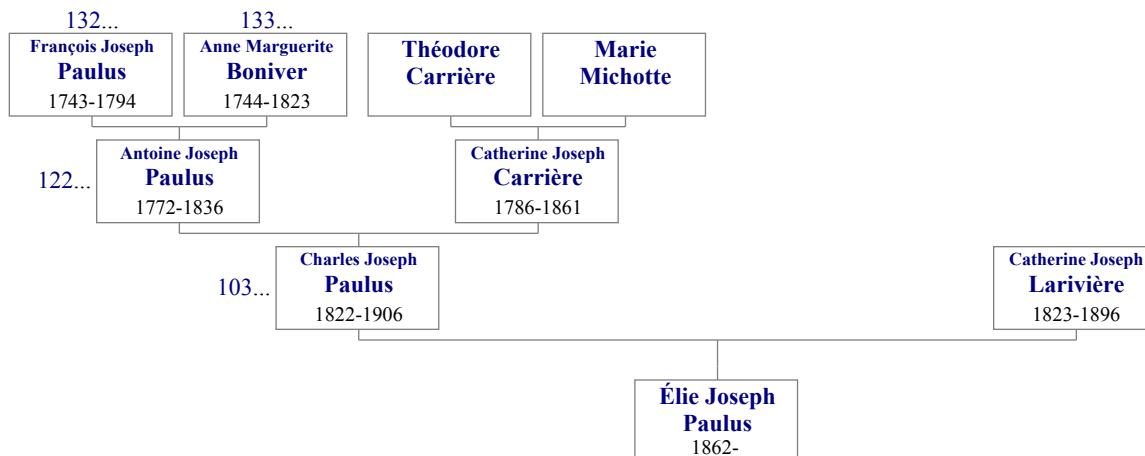 132...
133...
François Joseph
Paulus
1743-1794
Anne Marguerite
Boniver
1744-1823
Théodore
Carrière
Marie
Michotte
122...
Antoine Joseph
Paulus
1772-1836
Catherine Joseph
Carrière
1786-1861
103...
Charles Joseph
Paulus
1822-1906
Catherine Joseph
Larivière
1823-1896
Élie Joseph
Paulus
1862-